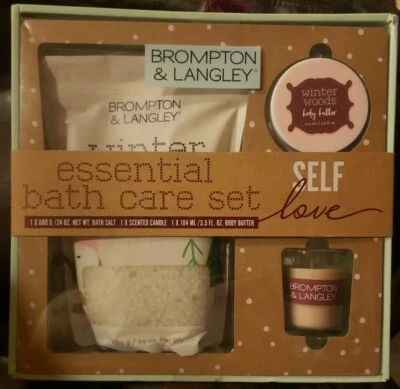 BROMPTON
& LANGLEY
BROMPTON
& LANGLEY
winter
winter
woods
body butter
essential
bath care set
SELF
love
1 X 680 G / 24 OZ. NET WT. BATH SALT 1 X SCENTED CANDLE 1 X 104 ML / 3.5 FL. OZ. BODY BUTTER
BROMPTON
& LANGLEY